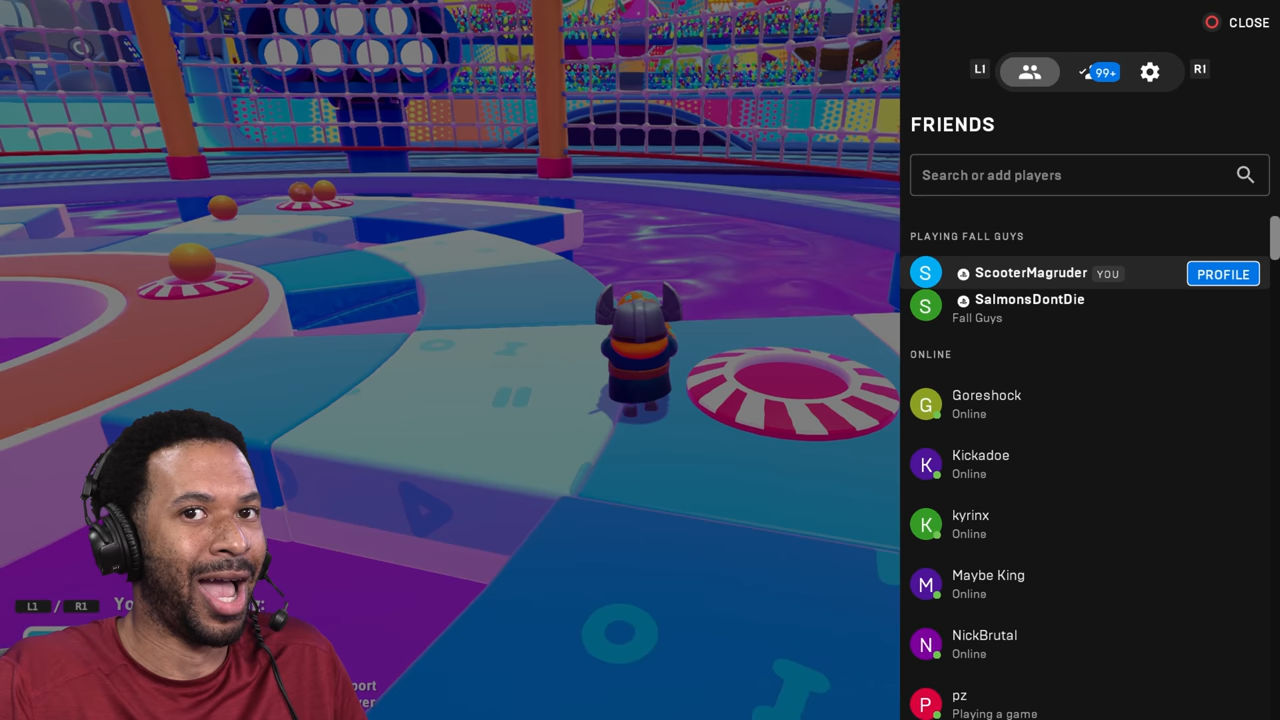 CLOSE
L1
99+
R1
FRIENDS
Search or add players
PLAYING FALL GUYS
S
ScooterMagruder YOU
PROFILE
S
SalmonsDontDie
Fall Guys
ONLINE
G
Goreshock
Online
K
Kickadoe
Online
K
kyrinx
Online
M
Maybe King
Online
N
NickBrutal
Online
P
pz
Playing a game
L1 / R1